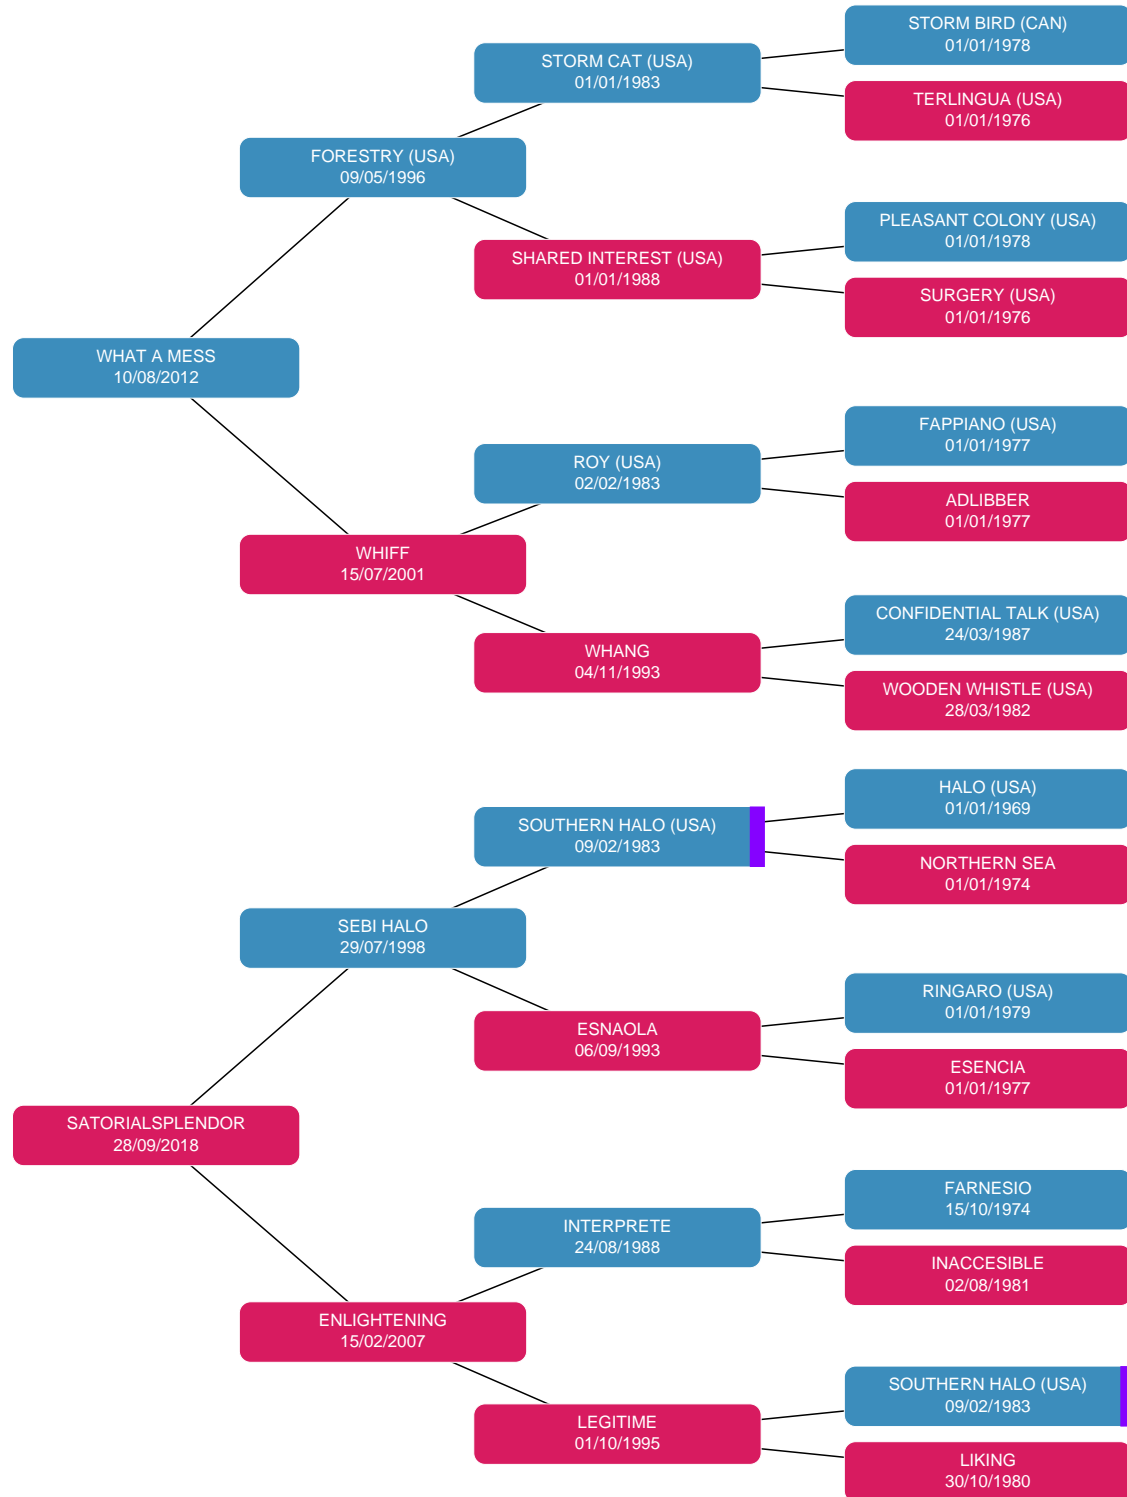 STORM BIRD (CAN)
01/01/1978
STORM CAT (USA)
01/01/1983
TERLINGUA (USA)
01/01/1976
FORESTRY (USA)
09/05/1996
PLEASANT COLONY (USA)
01/01/1978
SHARED INTEREST (USA)
01/01/1988
SURGERY (USA)
01/01/1976
WHAT A MESS
10/08/2012
FAPPIANO (USA)
01/01/1977
ROY (USA)
02/02/1983
ADLIBBER
01/01/1977
WHIFF
15/07/2001
CONFIDENTIAL TALK (USA)
24/03/1987
WHANG
04/11/1993
WOODEN WHISTLE (USA)
28/03/1982
HALO (USA)
01/01/1969
SOUTHERN HALO (USA)
09/02/1983
NORTHERN SEA
01/01/1974
SEBI HALO
29/07/1998
RINGARO (USA)
01/01/1979
ESNAOLA
06/09/1993
ESENCIA
01/01/1977
SATORIALSPLENDOR
28/09/2018
FARNESIO
15/10/1974
INTERPRETE
24/08/1988
INACCESIBLE
02/08/1981
ENLIGHTENING
15/02/2007
SOUTHERN HALO (USA)
09/02/1983
LEGITIME
01/10/1995
LIKING
30/10/1980